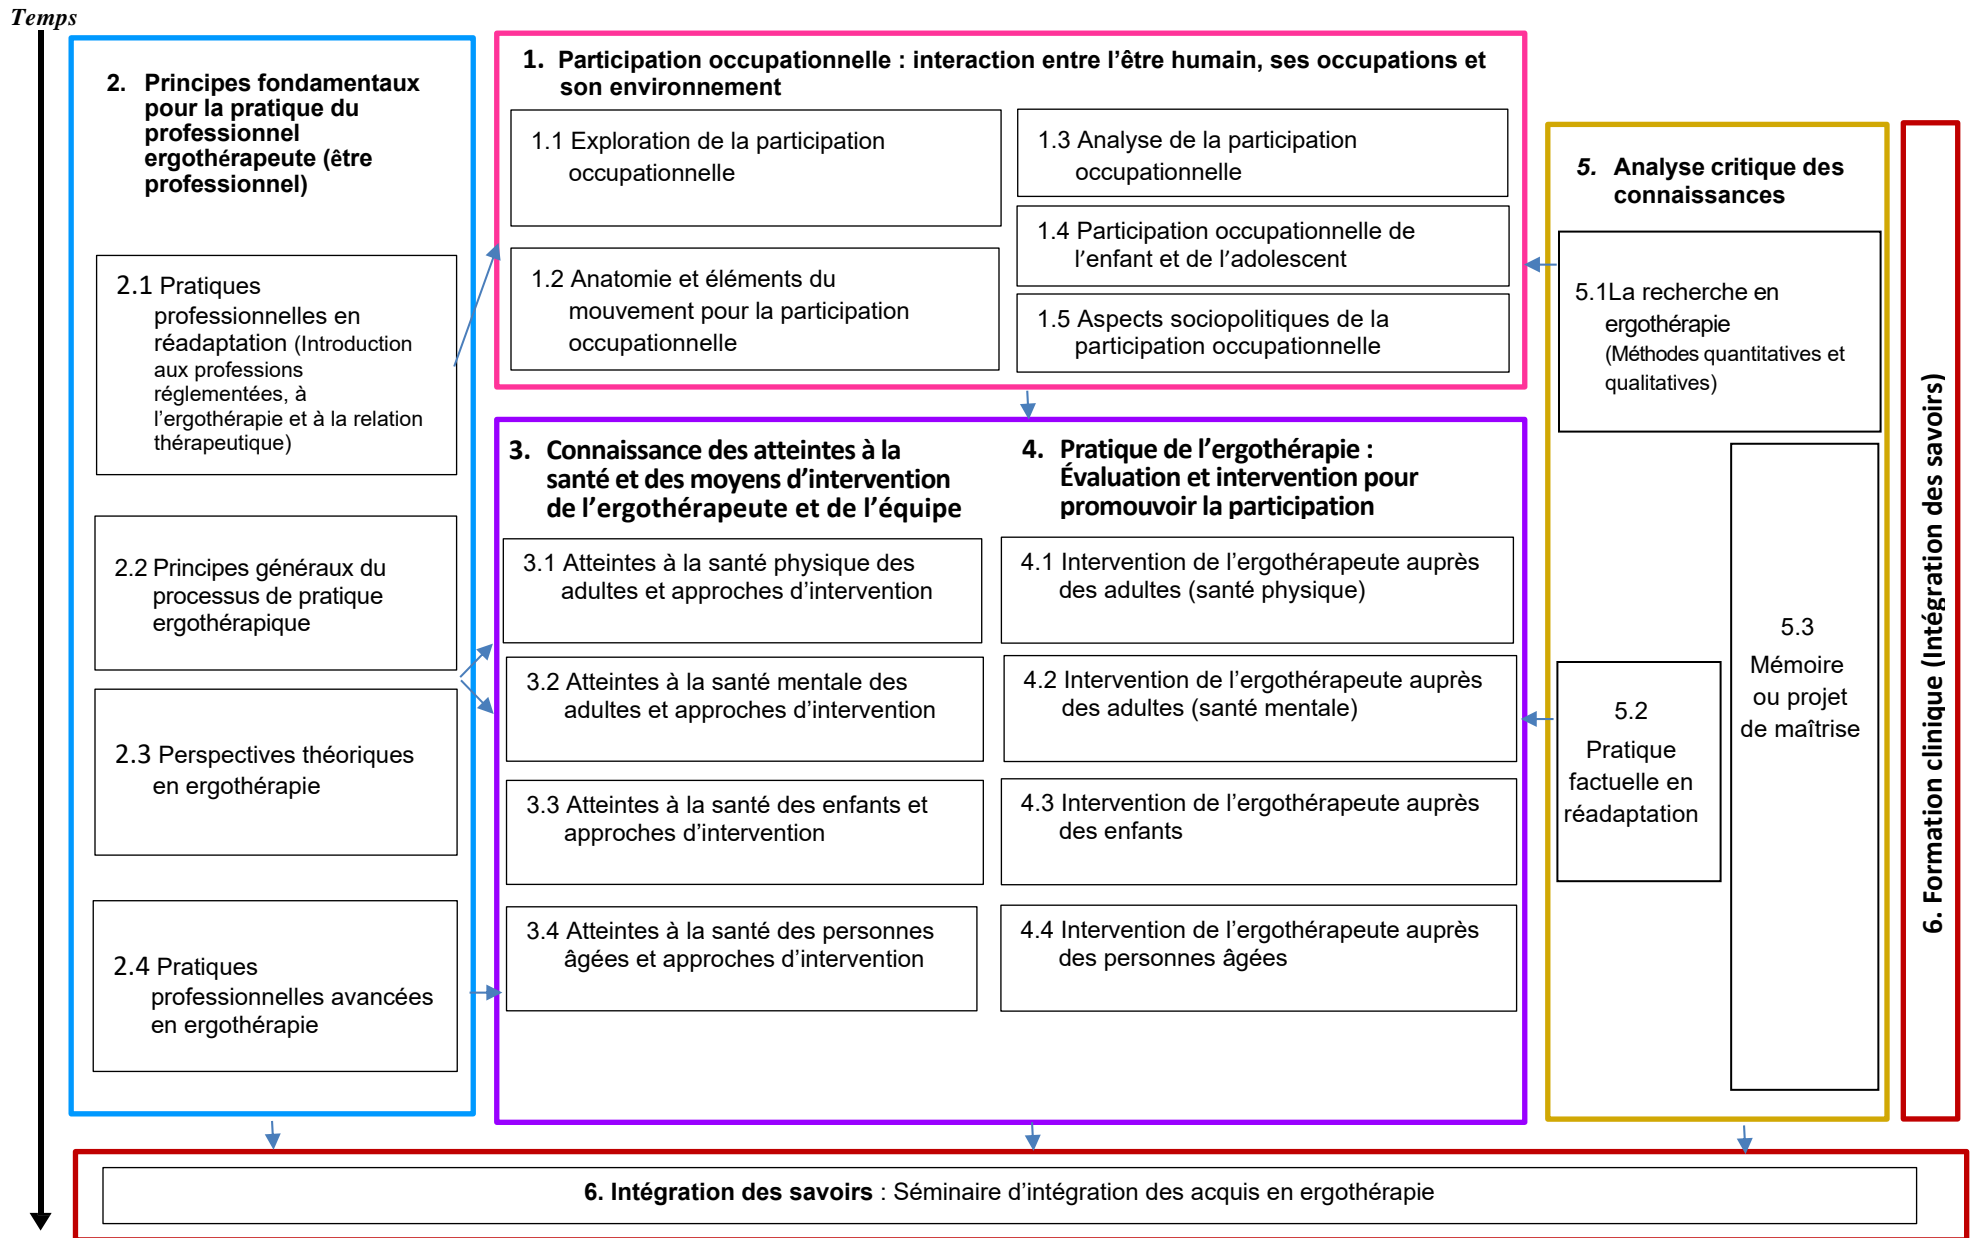 Temps
2. Principes fondamentaux
pour la pratique du
professionnel
ergothérapeute (être
professionnel)
2.1 Pratiques
professionnelles en
réadaptation (Introduction
aux professions
réglementées, à
l’ergothérapie et à la relation
thérapeutique)
2.2 Principes généraux du
processus de pratique
ergothérapique
2.3 Perspectives théoriques
en ergothérapie
2.4 Pratiques
professionnelles avancées
en ergothérapie
1. Participation occupationnelle : interaction entre l’être humain, ses occupations et
son environnement
1.1 Exploration de la participation
occupationnelle
1.2 Anatomie et éléments du
mouvement pour la participation
occupationnelle
1.3 Analyse de la participation
occupationnelle
1.4 Participation occupationnelle de
l’enfant et de l’adolescent
1.5 Aspects sociopolitiques de la
participation occupationnelle
3. Connaissance des atteintes à la
santé et des moyens d’intervention
de l’ergothérapeute et de l’équipe
3.1 Atteintes à la santé physique des
adultes et approches d’intervention
3.2 Atteintes à la santé mentale des
adultes et approches d’intervention
3.3 Atteintes à la santé des enfants et
approches d’intervention
3.4 Atteintes à la santé des personnes
âgées et approches d’intervention
4. Pratique de l’ergothérapie :
Évaluation et intervention pour
promouvoir la participation
4.1 Intervention de l’ergothérapeute auprès
des adultes (santé physique)
4.2 Intervention de l’ergothérapeute auprès
des adultes (santé mentale)
4.3 Intervention de l’ergothérapeute auprès
des enfants
4.4 Intervention de l’ergothérapeute auprès
des personnes âgées
5. Analyse critique des
connaissances
5.1La recherche en
ergothérapie
(Méthodes quantitatives et
qualitatives)
5.2
Pratique
factuelle en
réadaptation
5.3
Mémoire
ou projet
de maîtrise
6. Formation clinique (Intégration des savoirs)
6. Intégration des savoirs : Séminaire d’intégration des acquis en ergothérapie